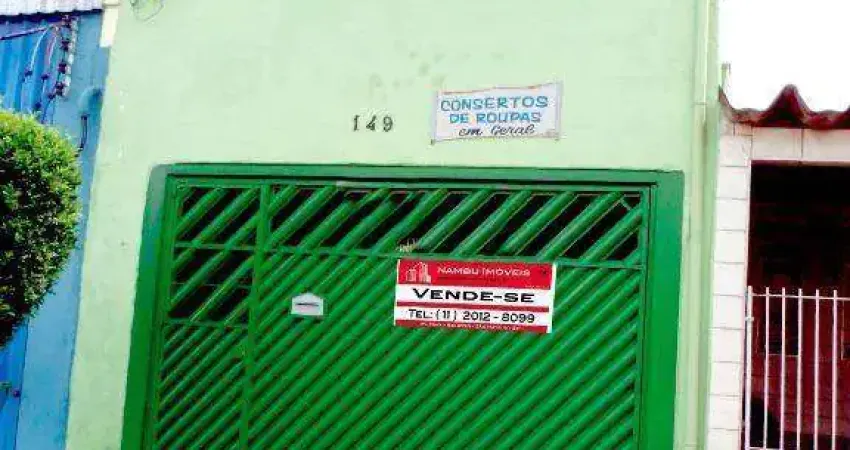 149
CONSERTOS
DE ROUPAS
em Geral
NAMBU IMÓVEIS
VENDE-SE
TEL: (11) 2012-8099